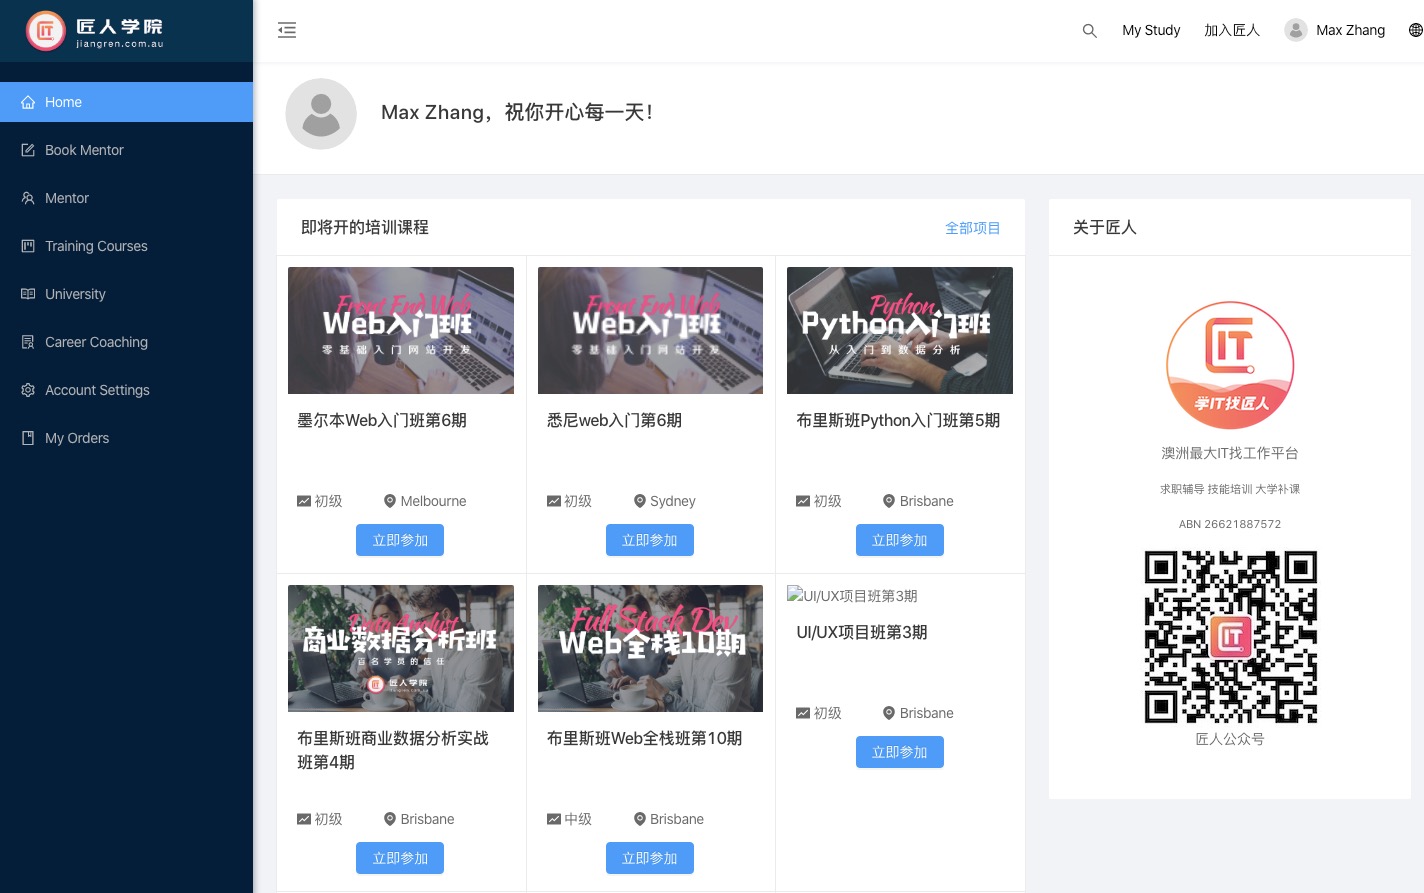 匠人学院
jiangren.com.au
My Study
加入匠人
Max Zhang
Home
Book Mentor
Mentor
Training Courses
University
Career Coaching
Account Settings
My Orders
Max Zhang，祝你开心每一天！
即将开的培训课程
全部项目
Front End Web
Web入门班
零基础入门网站开发
墨尔本Web入门班第6期
初级
Melbourne
立即参加
Front End Web
Web入门班
零基础入门网站开发
悉尼web入门第6期
初级
Sydney
立即参加
Python
Python入门班
从入门到数据分析
布里斯班Python入门班第5期
初级
Brisbane
立即参加
Data Analyst
商业数据分析班
百名学员的信任
匠人学院
布里斯班商业数据分析实战
班第4期
初级
Brisbane
立即参加
Full Stack Dev
Web全栈10期
布里斯班Web全栈班第10期
中级
Brisbane
立即参加
UI/UX项目班第3期
UI/UX项目班第3期
初级
Brisbane
立即参加
关于匠人
IT
学IT找匠人
澳洲最大IT找工作平台
求职辅导 技能培训 大学补课
ABN 26621887572
IT
匠人公众号